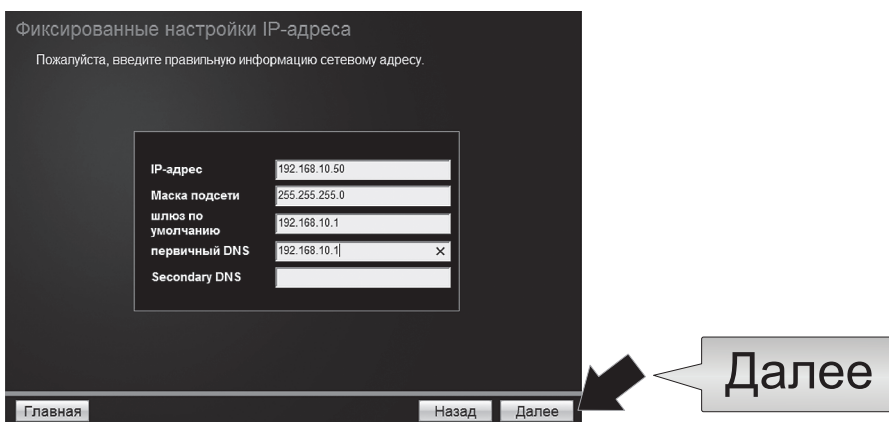 Фиксированные настройки IP-адреса
Пожалуйста, введите правильную информацию сетевому адресу.
IP-адрес 192.168.10.50
Маска подсети 255.255.255.0
шлюз по
умолчанию 192.168.10.1
первичный DNS 192.168.10.1
Secondary DNS
Главная Назад Далее
Далее